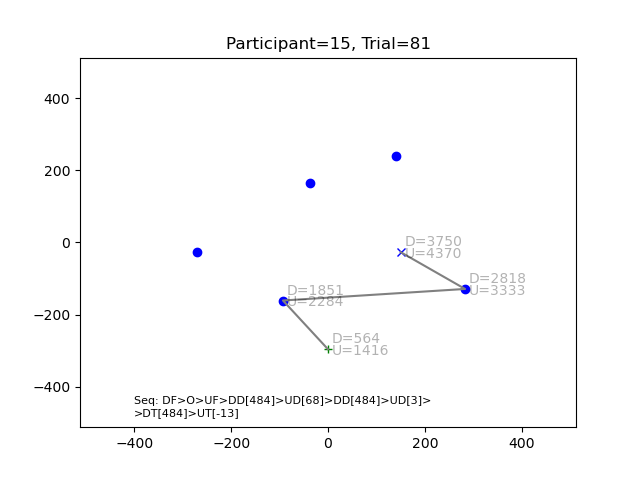 Participant=15, Trial=81
400
200
0
−200
−400
D=3750
U=4370
D=2818
U=3333
D=1851
U=2284
D=564
U=1416
Seq: DF>O>UF>DD[484]>UD[68]>DD[484]>UD[3]>
>DT[484]>UT[-13]
−400 −200 0 200 400